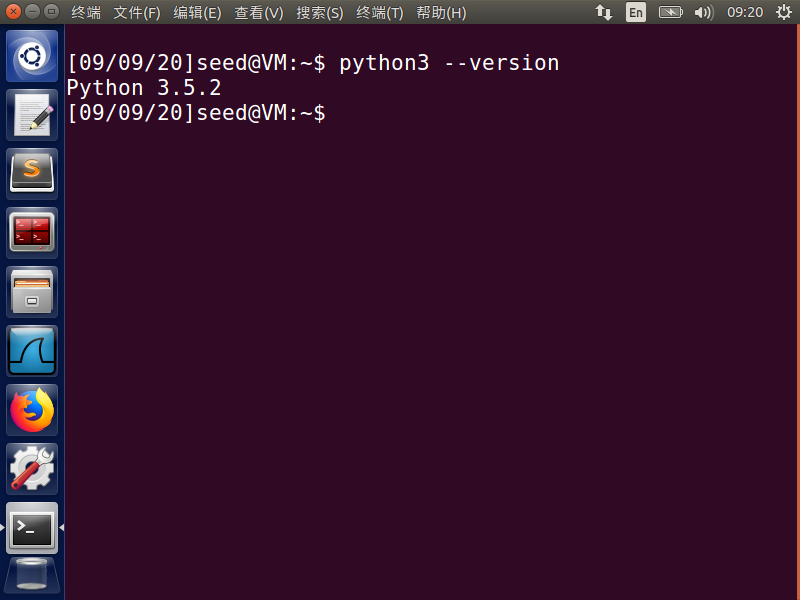 终端 文件(F) 编辑(E) 查看(V) 搜索(S) 终端(T) 帮助(H) En 09:20
[09/09/20]seed@VM:~$ python3 --version
Python 3.5.2
[09/09/20]seed@VM:~$